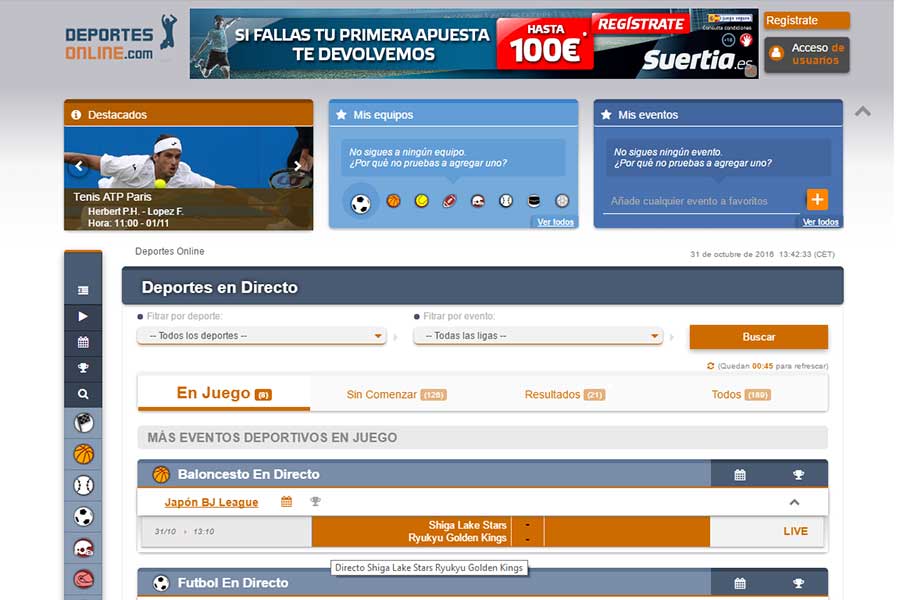 DEPORTES
ONLINE.com
SI FALLAS TU PRIMERA APUESTA
TE DEVOLVEMOS
HASTA
100€*
REGÍSTRATE
juego seguro
Consulta condiciones
+18
Suertia.es
Regístrate
Acceso de
usuarios
Destacados
Tenis ATP Paris
Herbert P.H. - Lopez F.
Hora: 11:00 - 01/11
Mis equipos
No sigues a ningún equipo.
¿Por qué no pruebas a agregar uno?
Ver todos
Mis eventos
No sigues ningún evento.
¿Por qué no pruebas a agregar uno?
Añade cualquier evento a favoritos
Ver todos
Deportes Online
31 de octubre de 2016 13:42:33 (CET)
Deportes en Directo
Filtrar por deporte:
-- Todos los deportes --
Filtrar por evento:
-- Todas las ligas --
Buscar
(Quedan 00:45 para refrescar)
En Juego (8)
Sin Comenzar (126)
Resultados (21)
Todos (169)
MÁS EVENTOS DEPORTIVOS EN JUEGO
Baloncesto En Directo
Japón BJ League
31/10 13:10
Shiga Lake Stars -
Ryukyu Golden Kings -
LIVE
Directo Shiga Lake Stars Ryukyu Golden Kings
Futbol En Directo